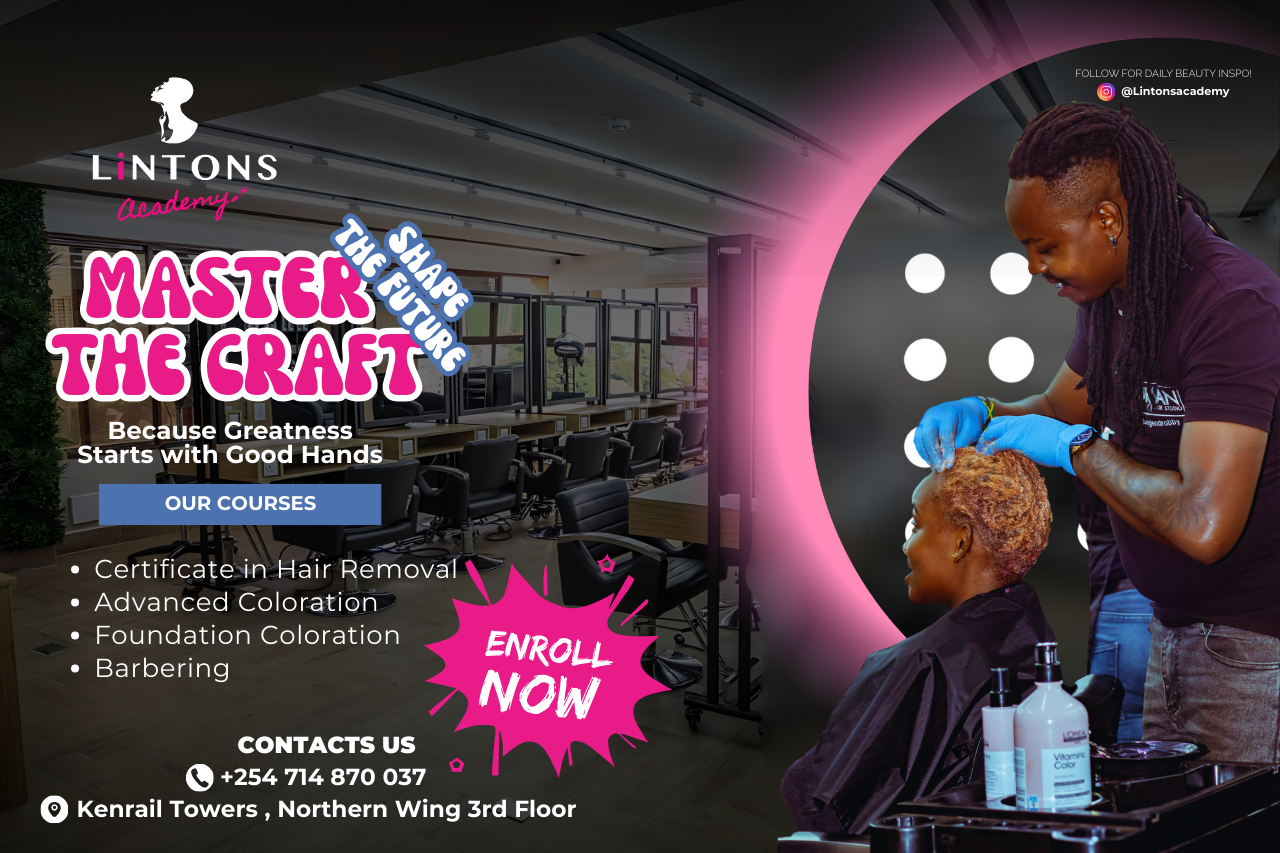 FOLLOW FOR DAILY BEAUTY INSPO!
@Lintonsacademy
LiNTONS
Academy
SHAPE
THE FUTURE
MASTER
THE CRAFT
Because Greatness
Starts with Good Hands
OUR COURSES
• Certificate in Hair Removal
• Advanced Coloration
• Foundation Coloration
• Barbering
ENROLL
NOW
CONTACTS US
+254 714 870 037
Kenrail Towers , Northern Wing 3rd Floor
Vitamino
Color